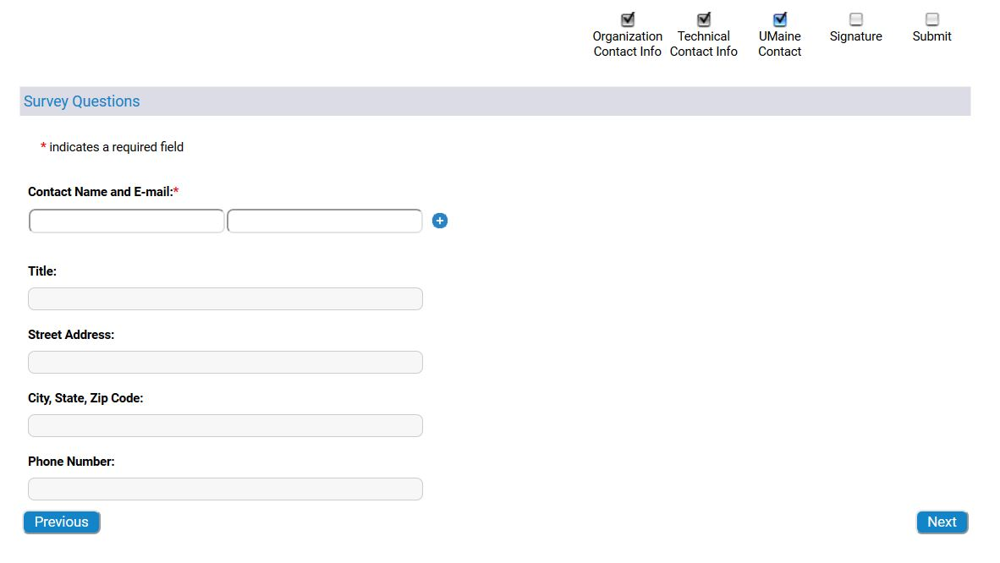 Organization Contact Info
Technical Contact Info
UMaine Contact
Signature
Submit
Survey Questions
* indicates a required field
Contact Name and E-mail:*
Title:
Street Address:
City, State, Zip Code:
Phone Number:
Previous
Next